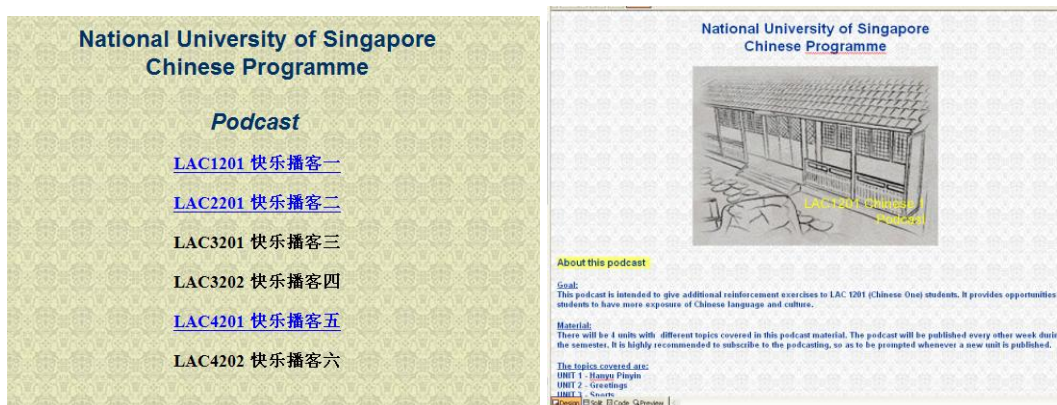 National University of Singapore
Chinese Programme
Podcast
LAC1201 快乐播客一
LAC2201 快乐播客二
LAC3201 快乐播客三
LAC3202 快乐播客四
LAC4201 快乐播客五
LAC4202 快乐播客六
National University of Singapore
Chinese Programme
LAC1201 Chinese 1
Podcast
About this podcast
Goal:
This podcast is intended to give additional reinforcement exercises to LAC 1201 (Chinese One) students. It provides opportunities
students to have more exposure of Chinese language and culture.
Material:
There will be 4 units with different topics covered in this podcast material. The podcast will be published every other week
the semester. It is highly recommended to subscribe to the podcasting, so as to be prompted whenever a new unit is published.
The topics covered are:
UNIT 1 - Hanyu Pinyin
UNIT 2 - Greetings
UNIT 3 - Sports
Design Split Code Preview